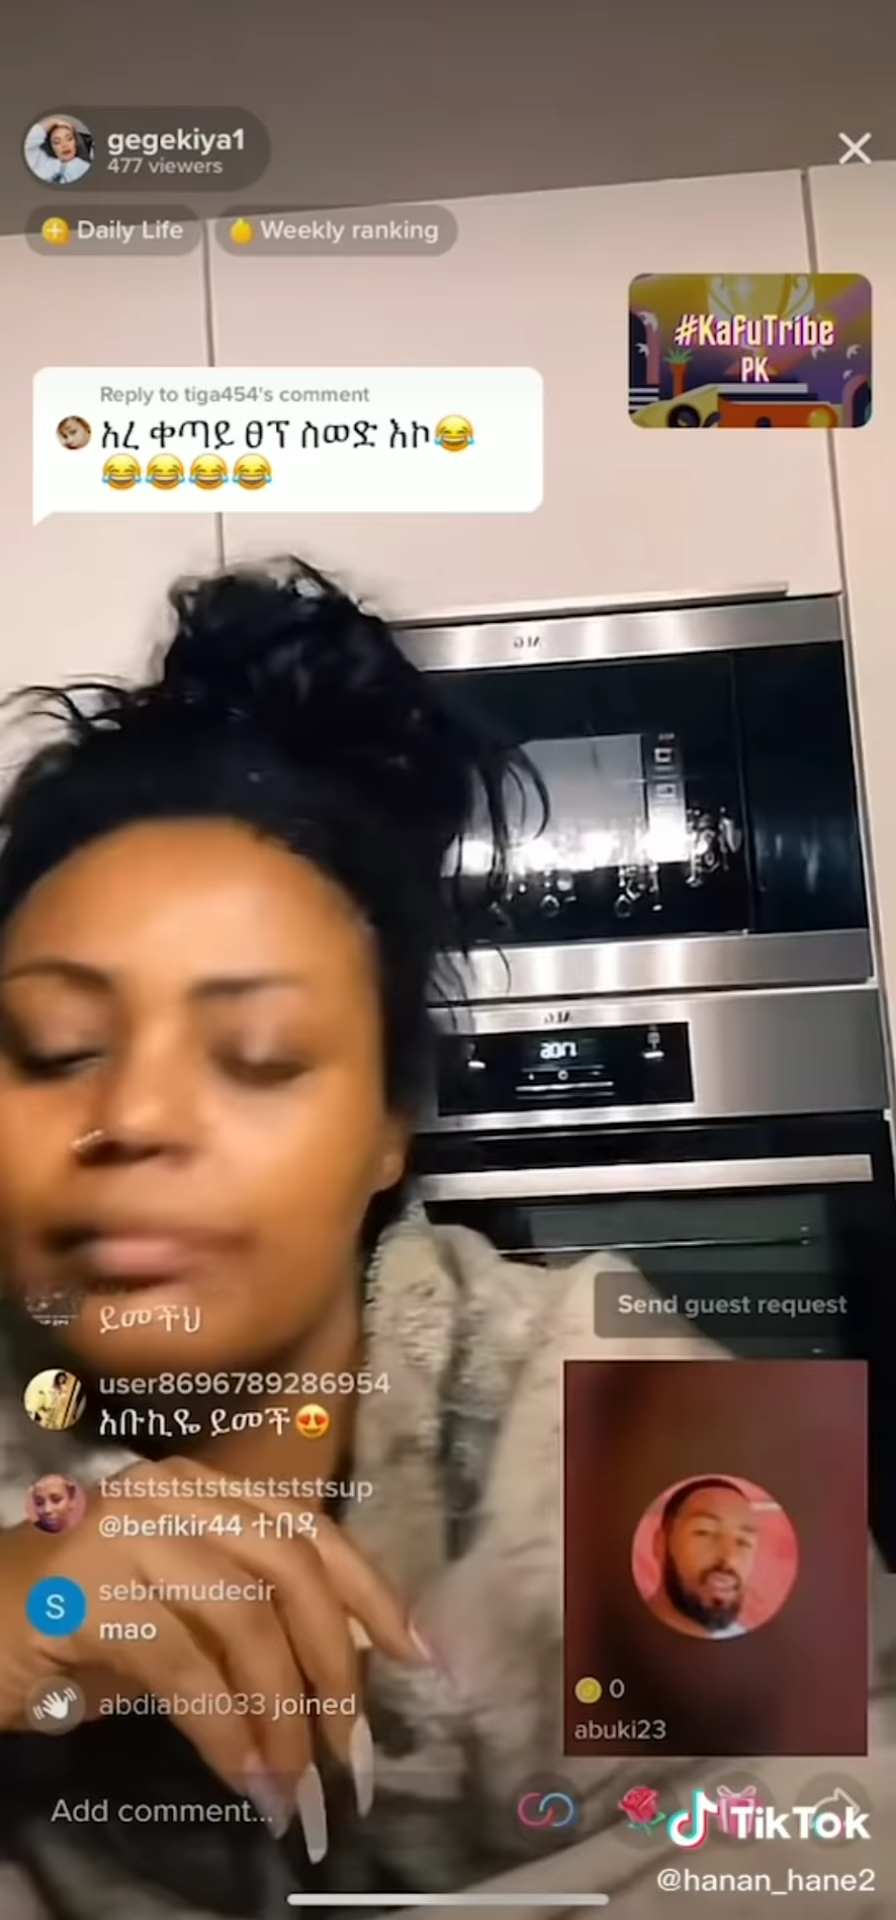 gegekiya1
477 viewers
Daily Life
Weekly ranking
#KafuTribe
PK
Reply to tiga454's comment
አረ ቀጣይ ፀፕ ስወድ እኮ😂
😂😂😂😂
Send guest request
ይመችህ
user8696789286954
አቡኪዬ ይመች😍
tstststststststststsup
@befikir44 ተበዳ
sebrimudecir
S
mao
abdiabdi033 joined
0
abuki23
Add comment...
TikTok
@hanan_hane2